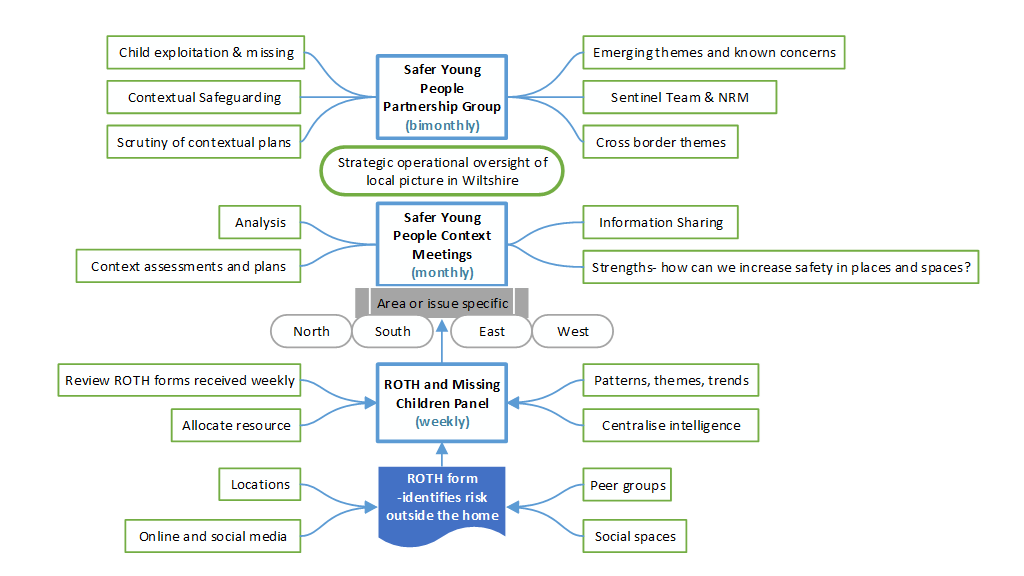 Child exploitation & missing
Contextual Safeguarding
Scrutiny of contextual plans
Safer Young
People
Partnership Group
(bimonthly)
Emerging themes and known concerns
Sentinel Team & NRM
Cross border themes
Strategic operational oversight of
local picture in Wiltshire
Analysis
Context assessments and plans
Safer Young
People Context
Meetings
(monthly)
Information Sharing
Strengths- how can we increase safety in places and spaces?
Area or issue specific
North
South
East
West
Review ROTH forms received weekly
Allocate resource
ROTH and Missing
Children Panel
(weekly)
Patterns, themes, trends
Centralise intelligence
Locations
Online and social media
ROTH form
-identifies risk
outside the home
Peer groups
Social spaces